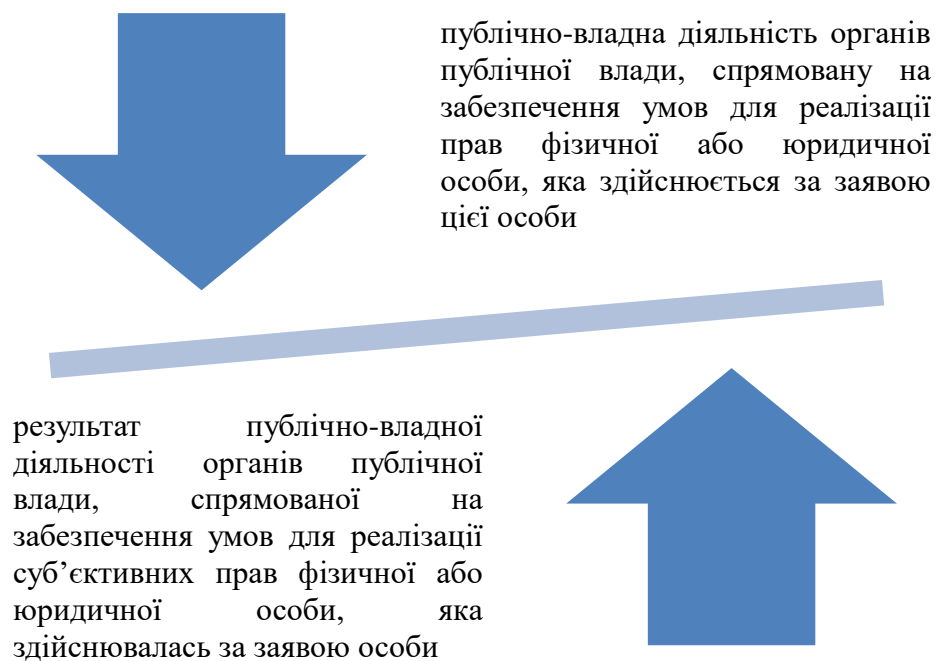 публічно-владна діяльність органів
публічної влади, спрямовану на
забезпечення умов для реалізації
прав фізичної або юридичної
особи, яка здійснюється за заявою
цієї особи
результат публічно-владної
діяльності органів публічної
влади, спрямованої на
забезпечення умов для реалізації
суб’єктивних прав фізичної або
юридичної особи, яка
здійснювалась за заявою особи